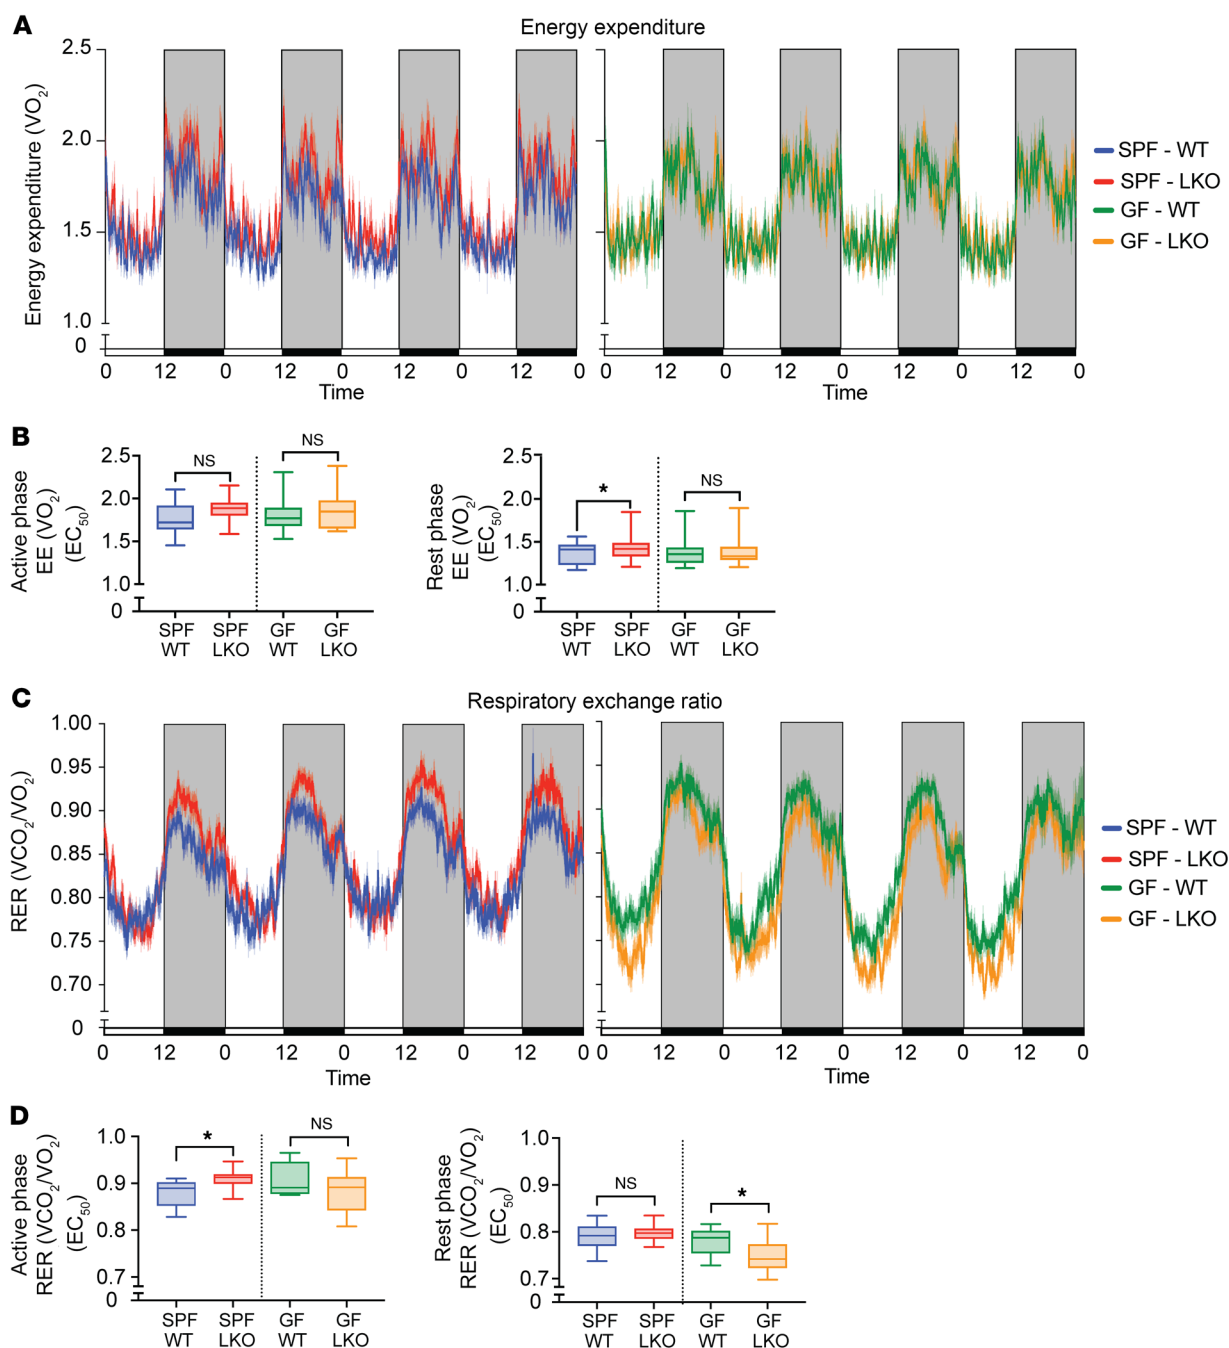 A
Energy expenditure
Energy expenditure (VO2)
2.5
2.0
1.5
1.0
0
0 12 0 12 0 12 0 12 0
0 12 0 12 0 12 0 12 0
Time
Time
SPF - WT
SPF - LKO
GF - WT
GF - LKO
B
Active phase
EE (VO2)
(EC50)
2.5
2.0
1.5
1.0
0
NS
NS
SPF WT
SPF LKO
GF WT
GF LKO
Rest phase
EE (VO2)
(EC50)
2.5
2.0
1.5
1.0
0
*
NS
SPF WT
SPF LKO
GF WT
GF LKO
C
Respiratory exchange ratio
RER (VCO2/VO2)
1.00
0.95
0.90
0.85
0.80
0.75
0.70
0
0 12 0 12 0 12 0 12 0
0 12 0 12 0 12 0 12 0
Time
Time
SPF - WT
SPF - LKO
GF - WT
GF - LKO
D
Active phase
RER (VCO2/VO2)
(EC50)
1.0
0.9
0.8
0.7
0
*
NS
SPF WT
SPF LKO
GF WT
GF LKO
Rest phase
RER (VCO2/VO2)
(EC50)
1.0
0.9
0.8
0.7
0
NS
*
SPF WT
SPF LKO
GF WT
GF LKO